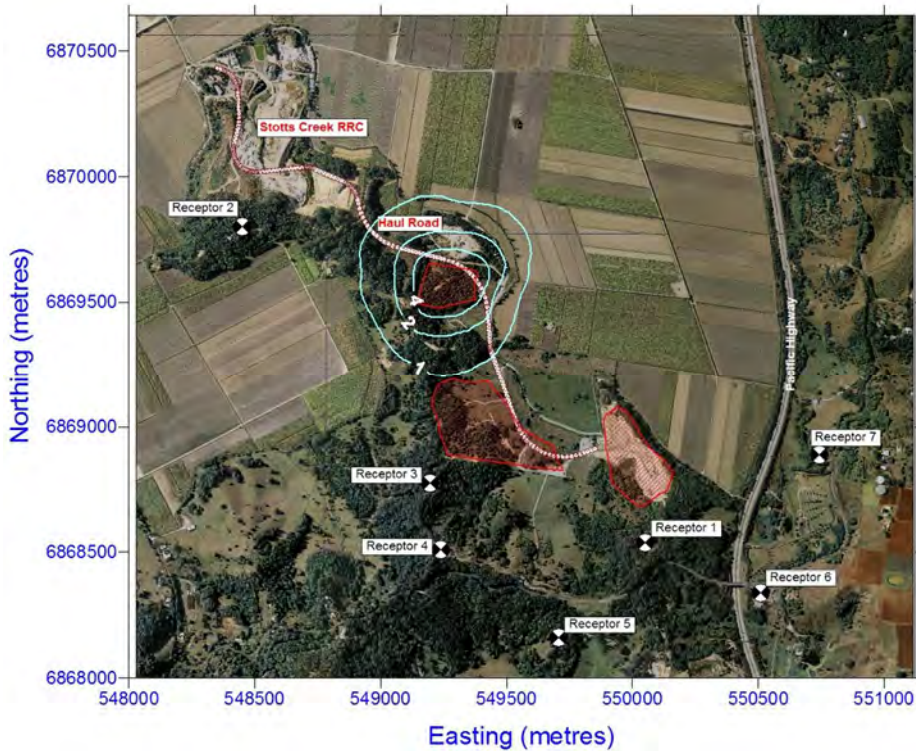 6870500
Stotts Creek RRC
6870000
Receptor 2
Haul Road
6869500
4
2
1
Pacific Highway
Northing (metres)
6869000
Receptor 7
Receptor 3
Receptor 1
6868500
Receptor 4
Receptor 6
Receptor 5
6868000
548000 548500 549000 549500 550000 550500 551000
Easting (metres)